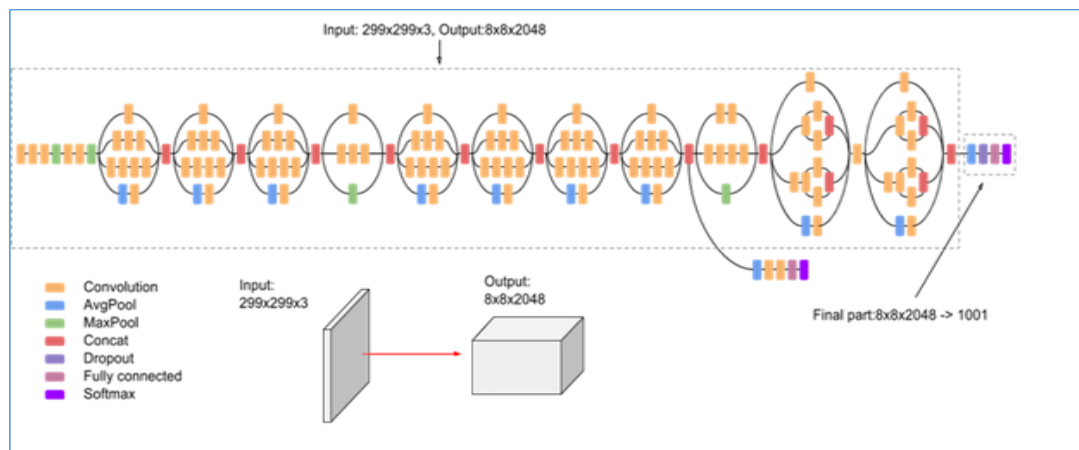 Input: 299x299x3, Output:8x8x2048
Convolution
AvgPool
MaxPool
Concat
Dropout
Fully connected
Softmax
Input:
299x299x3
Output:
8x8x2048
Final part:8x8x2048 -> 1001